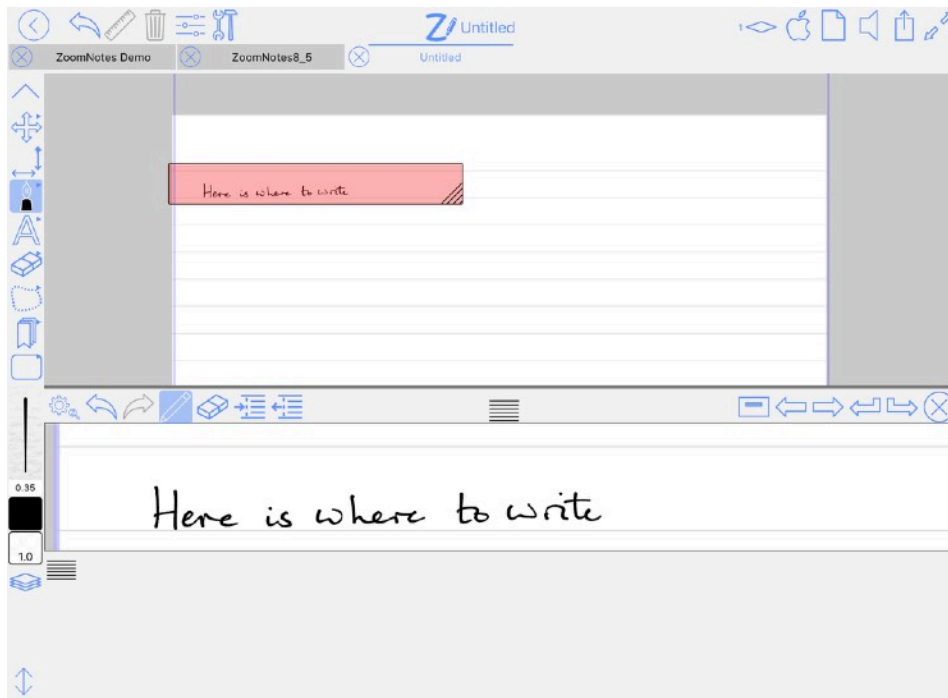 Untitled
1
ZoomNotes Demo
ZoomNotes8_5
Untitled
Here is where to write
0.35
Here is where to write
1.0